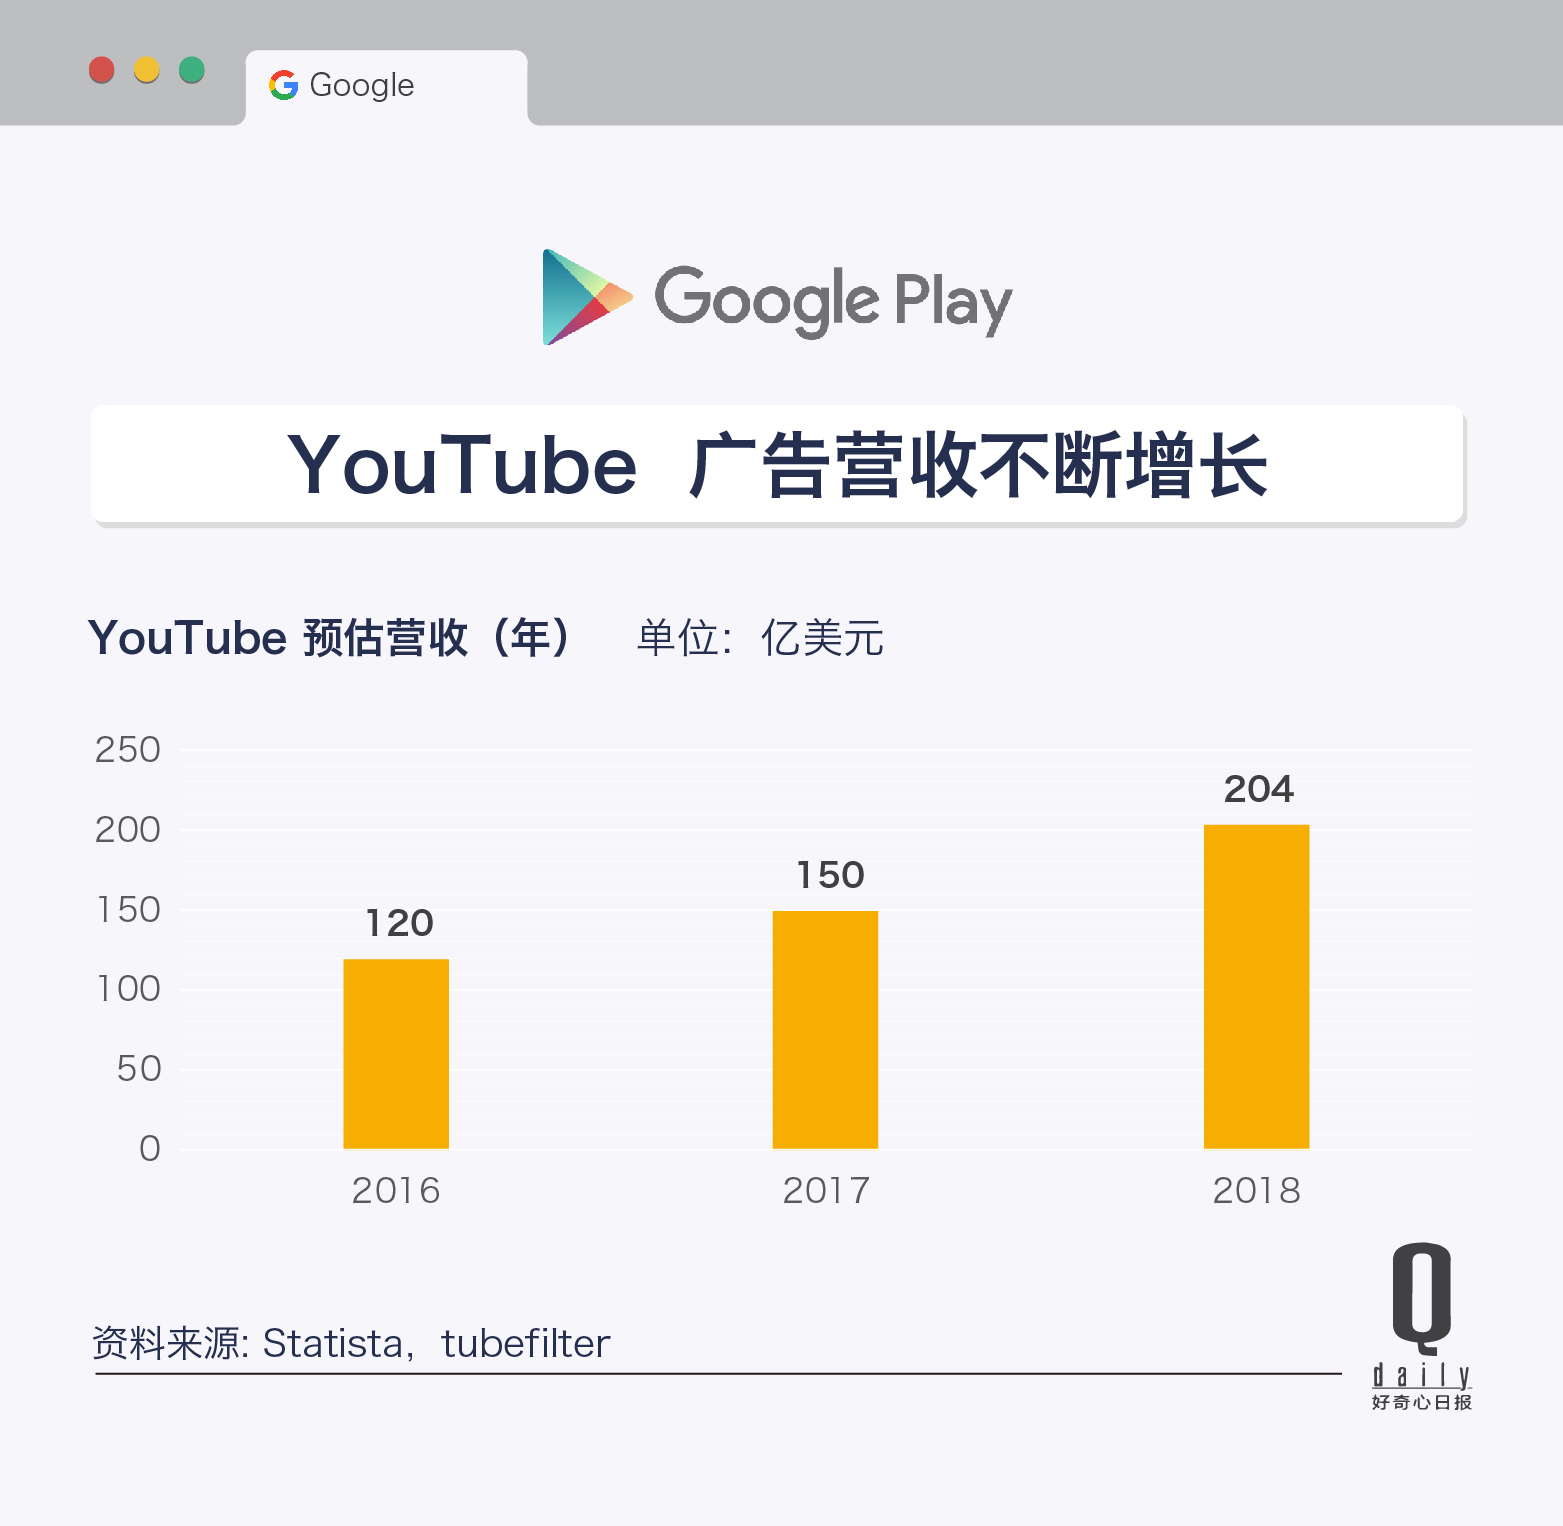 Google
Google Play
YouTube 广告营收不断增长
YouTube 预估营收（年） 单位：亿美元
250
200
150
100
50
0
120
150
204
2016
2017
2018
资料来源: Statista，tubefilter
Q
daily
好奇心日报